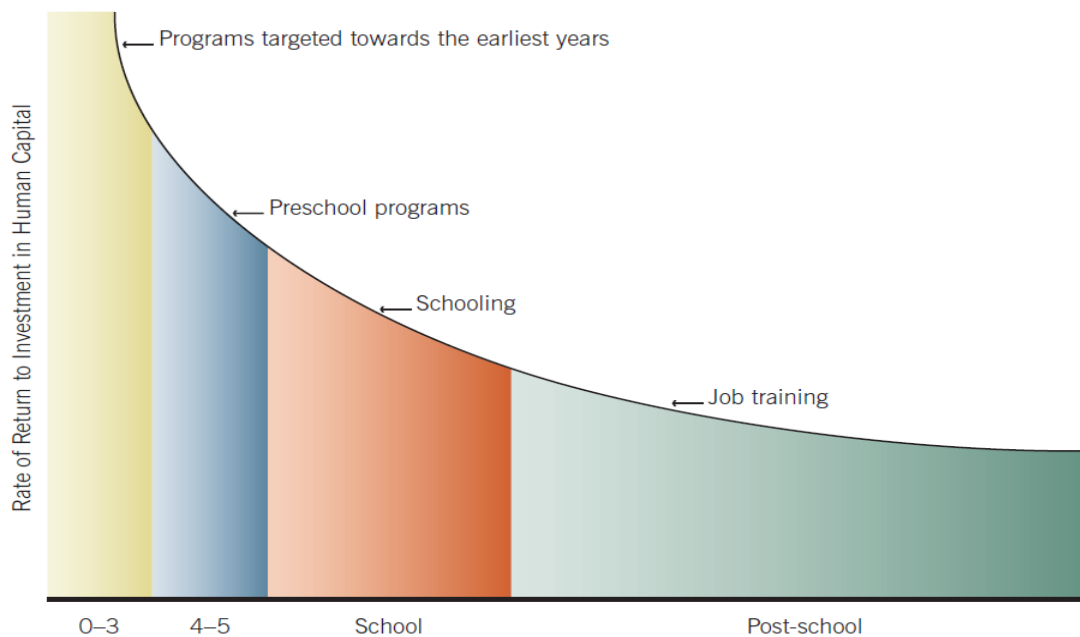 Programs targeted towards the earliest years
Rate of Return to Investment in Human Capital
Preschool programs
Schooling
Job training
0–3
4–5
School
Post-school